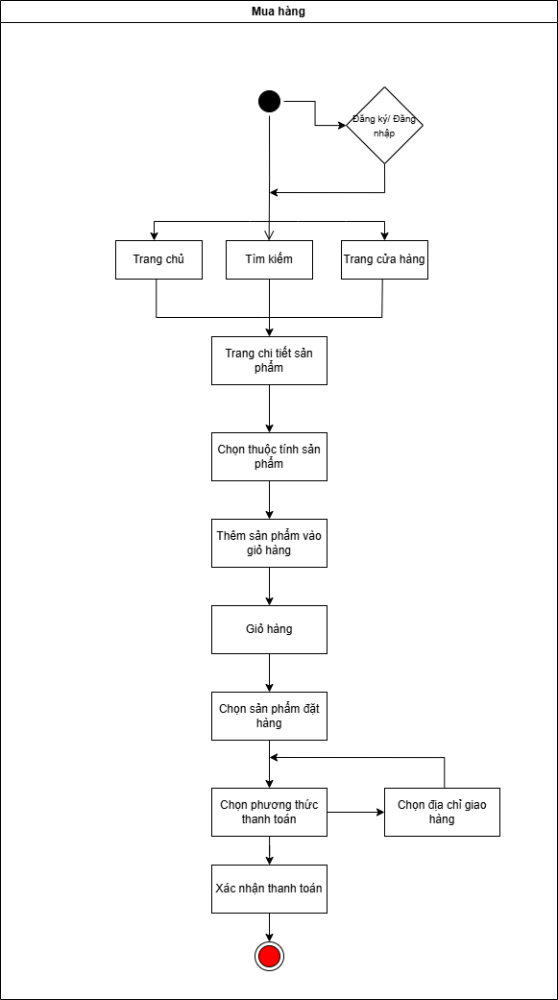 Mua hàng
Đăng ký/ Đăng
nhập
Trang chủ
Tìm kiếm
Trang cửa hàng
Trang chi tiết sản
phẩm
Chọn thuộc tính sản
phẩm
Thêm sản phẩm vào
giỏ hàng
Giỏ hàng
Chọn sản phẩm đặt
hàng
Chọn phương thức
thanh toán
Chọn địa chỉ giao
hàng
Xác nhận thanh toán